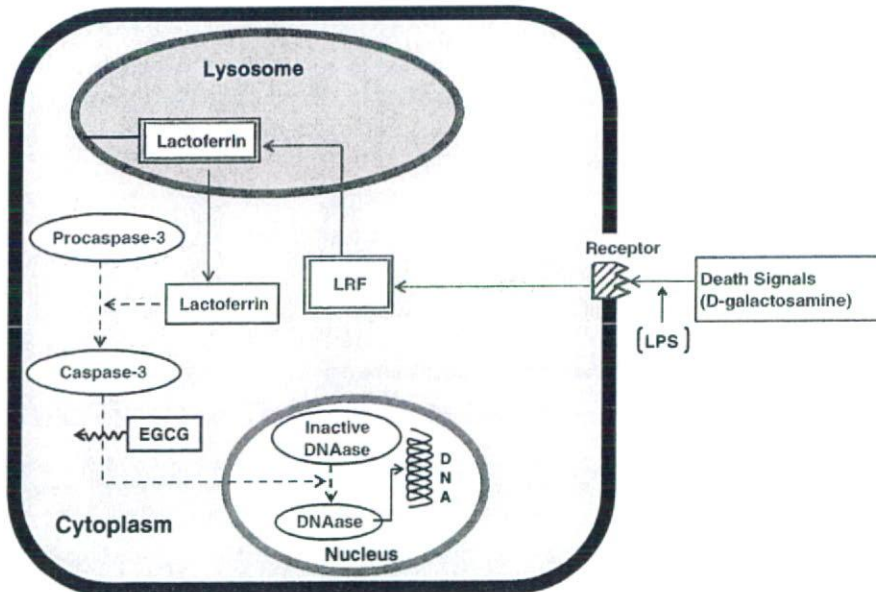 Lysosome
Lactoferrin
Procaspase-3
Receptor
Lactoferrin
LRF
Death Signals
(D-galactosamine)
[LPS]
Caspase-3
EGCG
Inactive
DNAase
D
N
A
DNAase
Cytoplasm
Nucleus